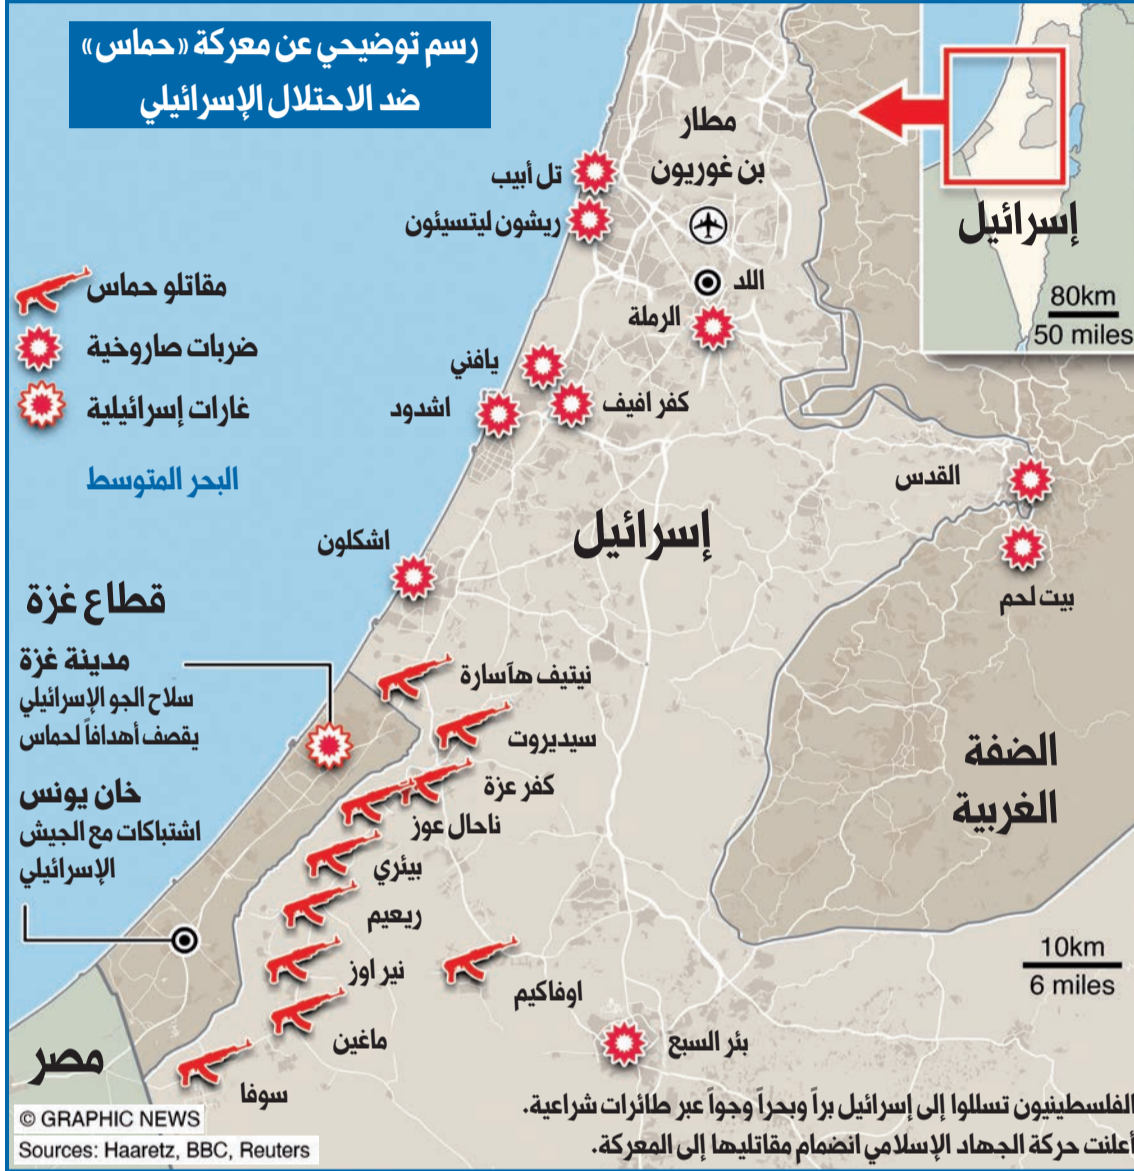 رسم توضيحي عن معركة «حماس»
ضد الاحتلال الإسرائيلي
إسرائيل
80km
50 miles
مطار
بن غوريون
تل أبيب
ريشون ليتسيئون
اللد
الرملة
مقاتلو حماس
ضربات صاروخية
غارات إسرائيلية
البحر المتوسط
يافني
كفر افيف
اشدود
القدس
بيت لحم
إسرائيل
اشكلون
قطاع غزة
مدينة غزة
سلاح الجو الإسرائيلي
يقصف أهدافاً لحماس
خان يونس
اشتباكات مع الجيش
الإسرائيلي
نيتيف هآسارة
سيديروت
كفر عزة
ناحال عوز
بيئري
ريعيم
نير اوز
اوفاكيم
ماغين
سوفا
بئر السبع
الضفة
الغربية
10km
6 miles
مصر
الفلسطينيون تسللوا إلى إسرائيل براً وبحراً وجواً عبر طائرات شراعية.
أعلنت حركة الجهاد الإسلامي انضمام مقاتليها إلى المعركة.
© GRAPHIC NEWS
Sources: Haaretz, BBC, Reuters